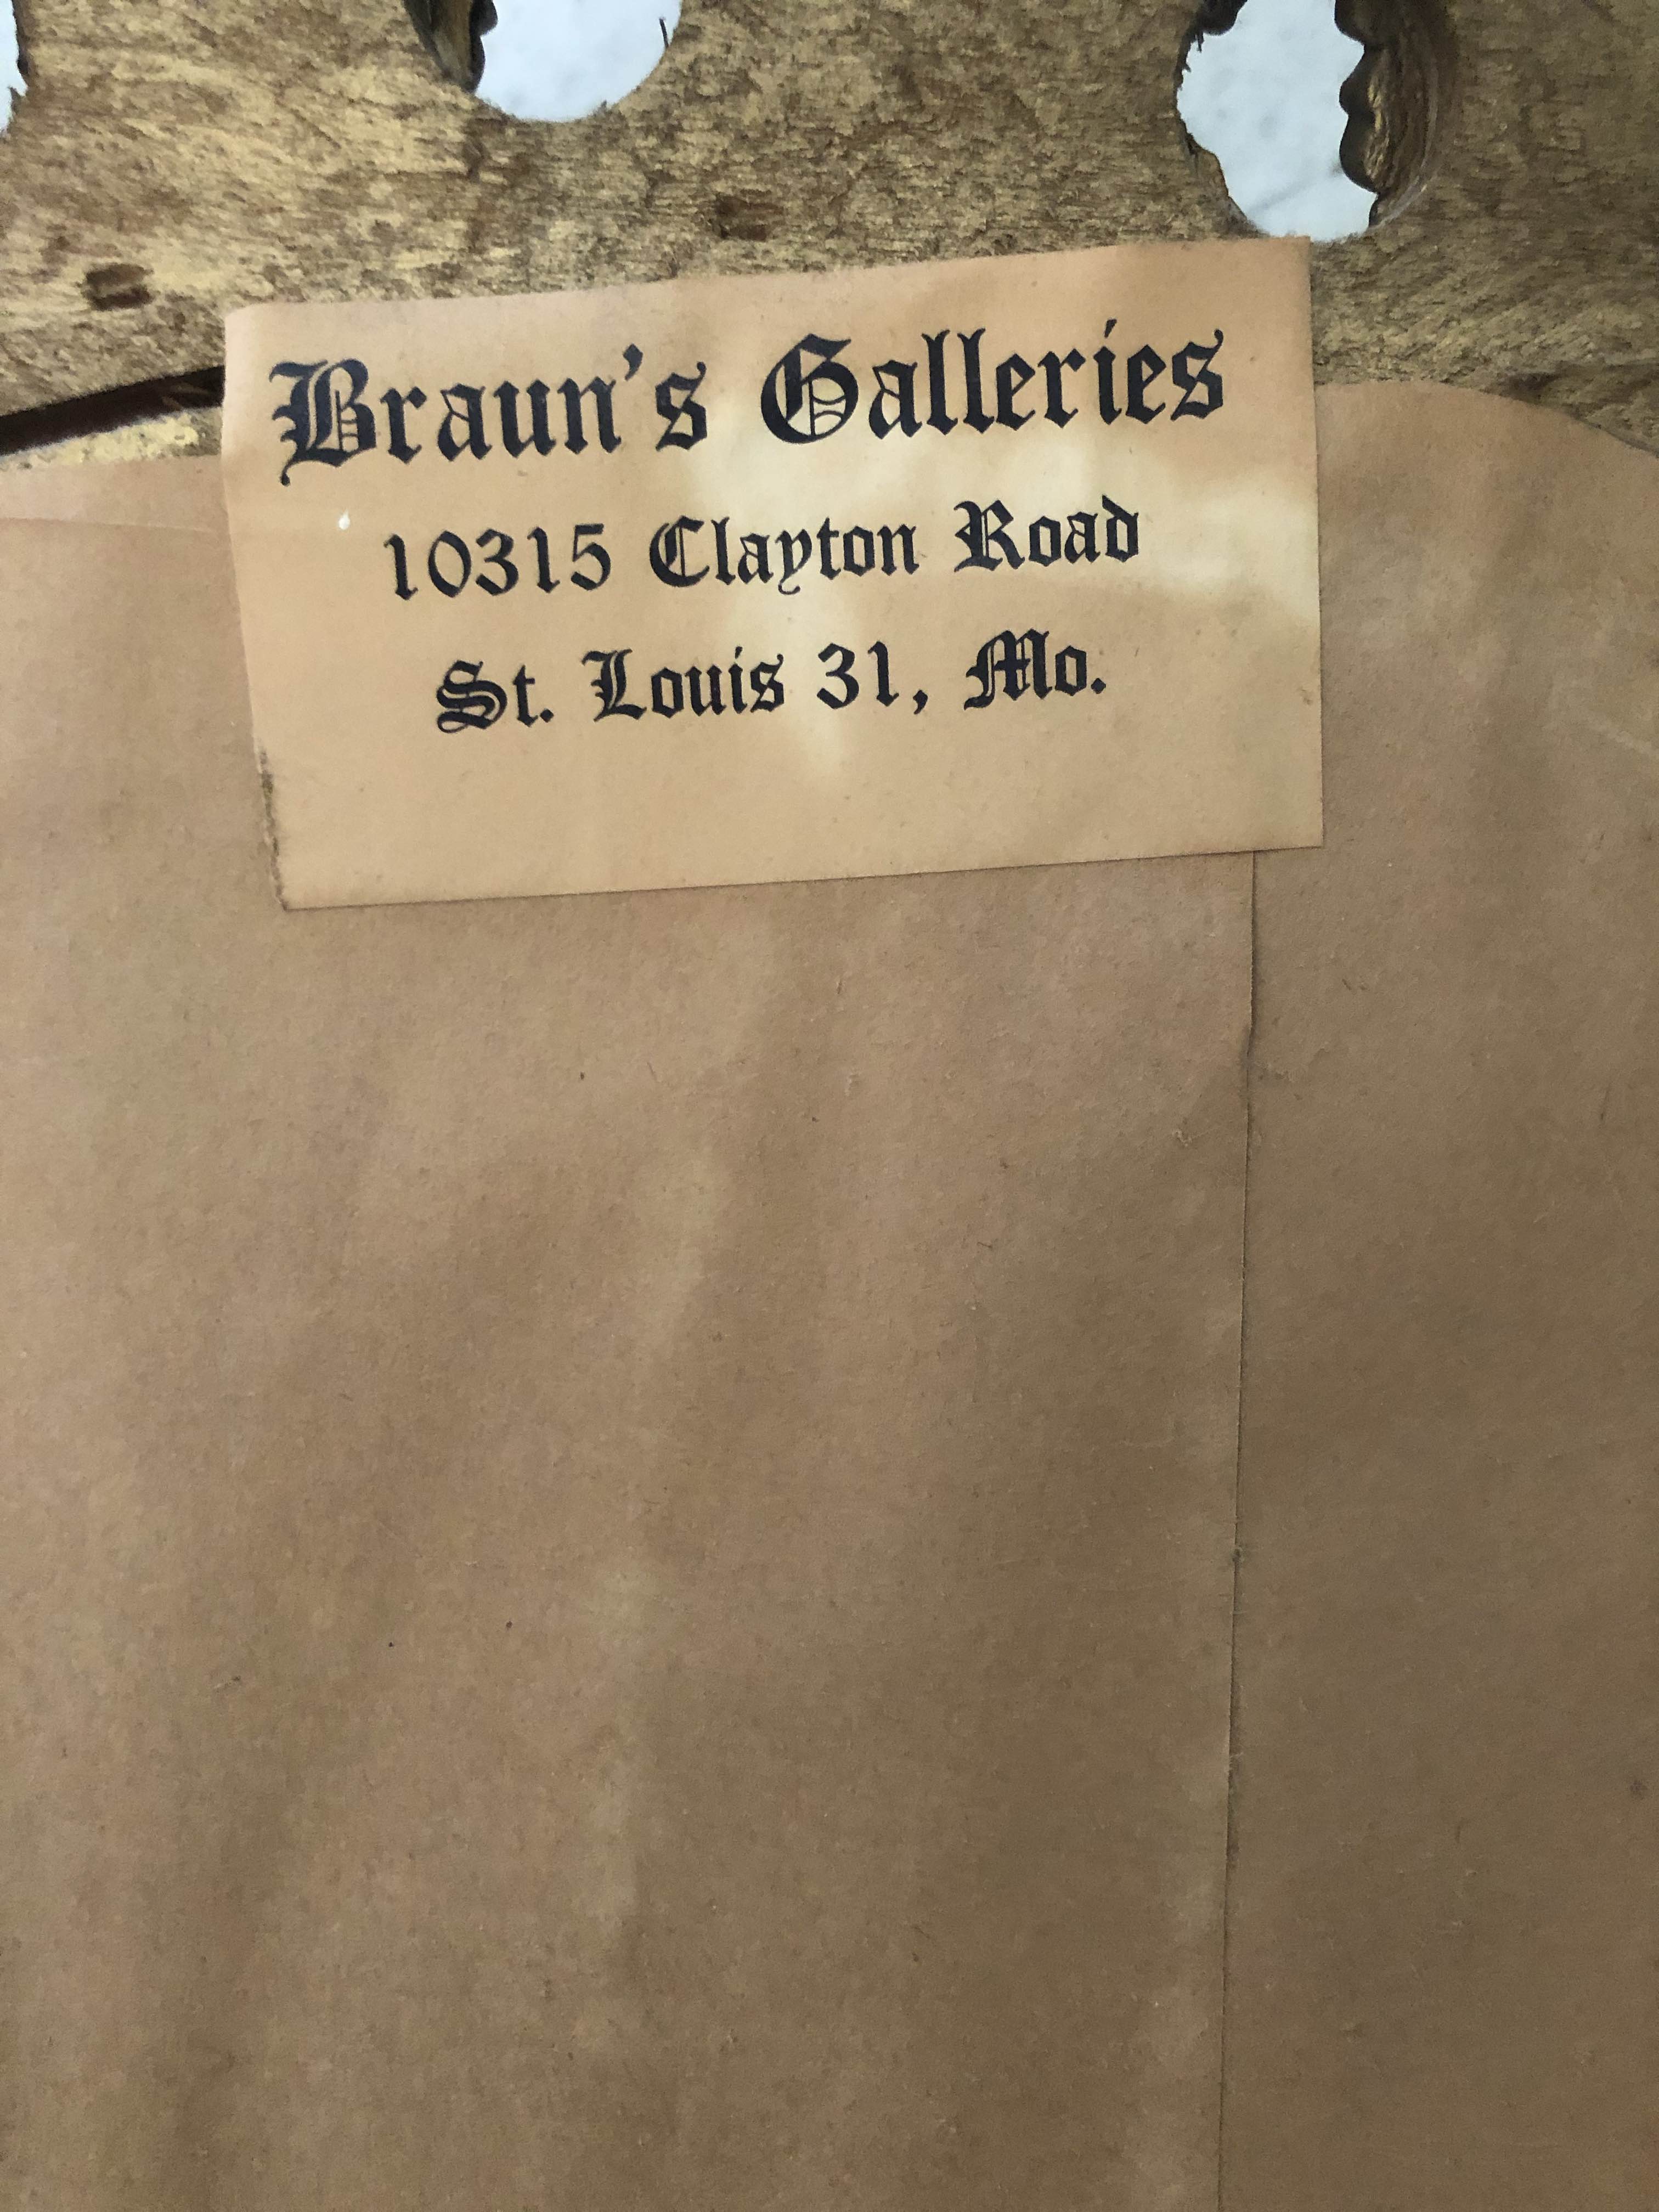 Braun's Galleries
10315 Clayton Road
St. Louis 31, Mo.